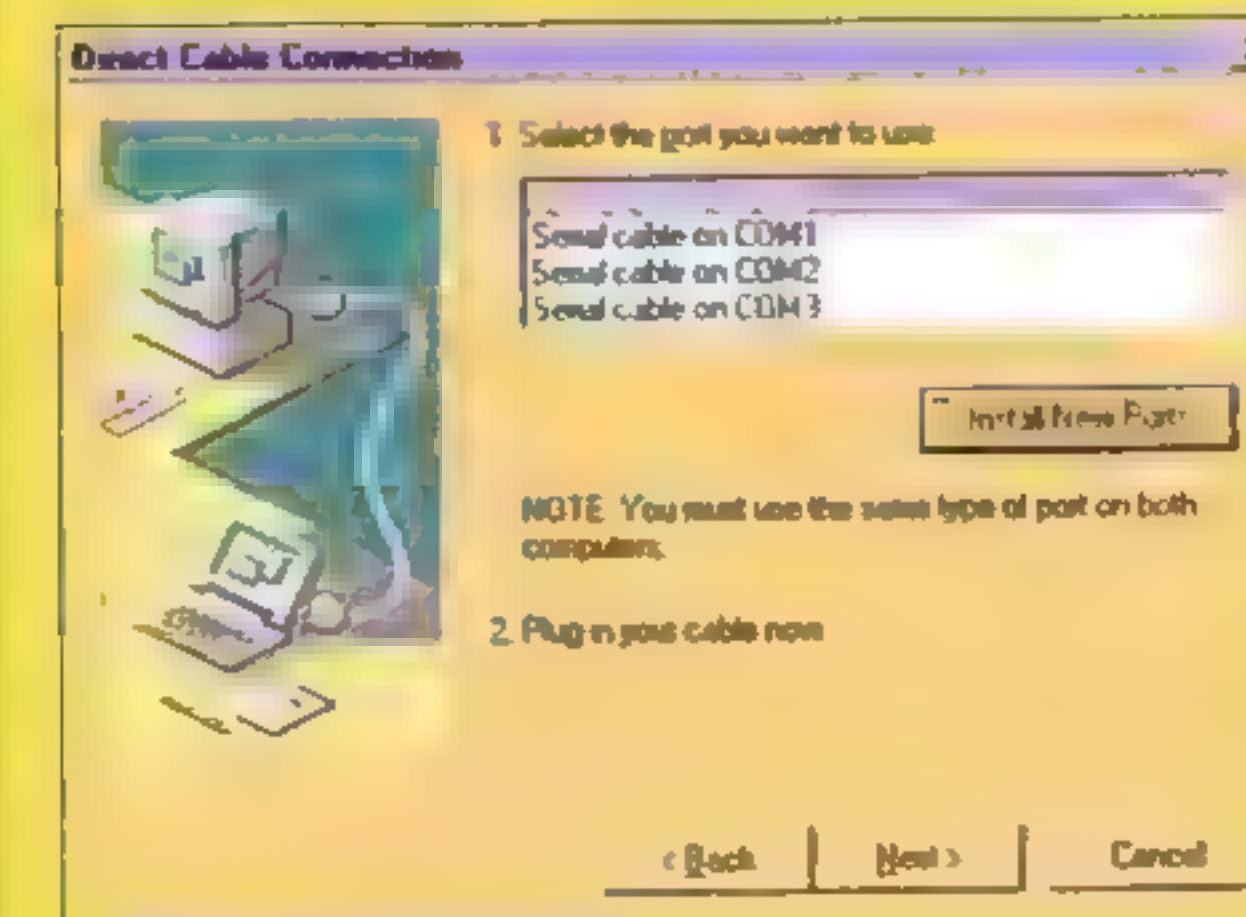 Direct Cable Connection
1. Select the port you want to use:
Serial cable on COM1
Serial cable on COM2
Serial cable on COM3
Install New Ports
NOTE: You must use the same type of port on both
computers.
2. Plug in your cable now.
< Back
Next >
Cancel